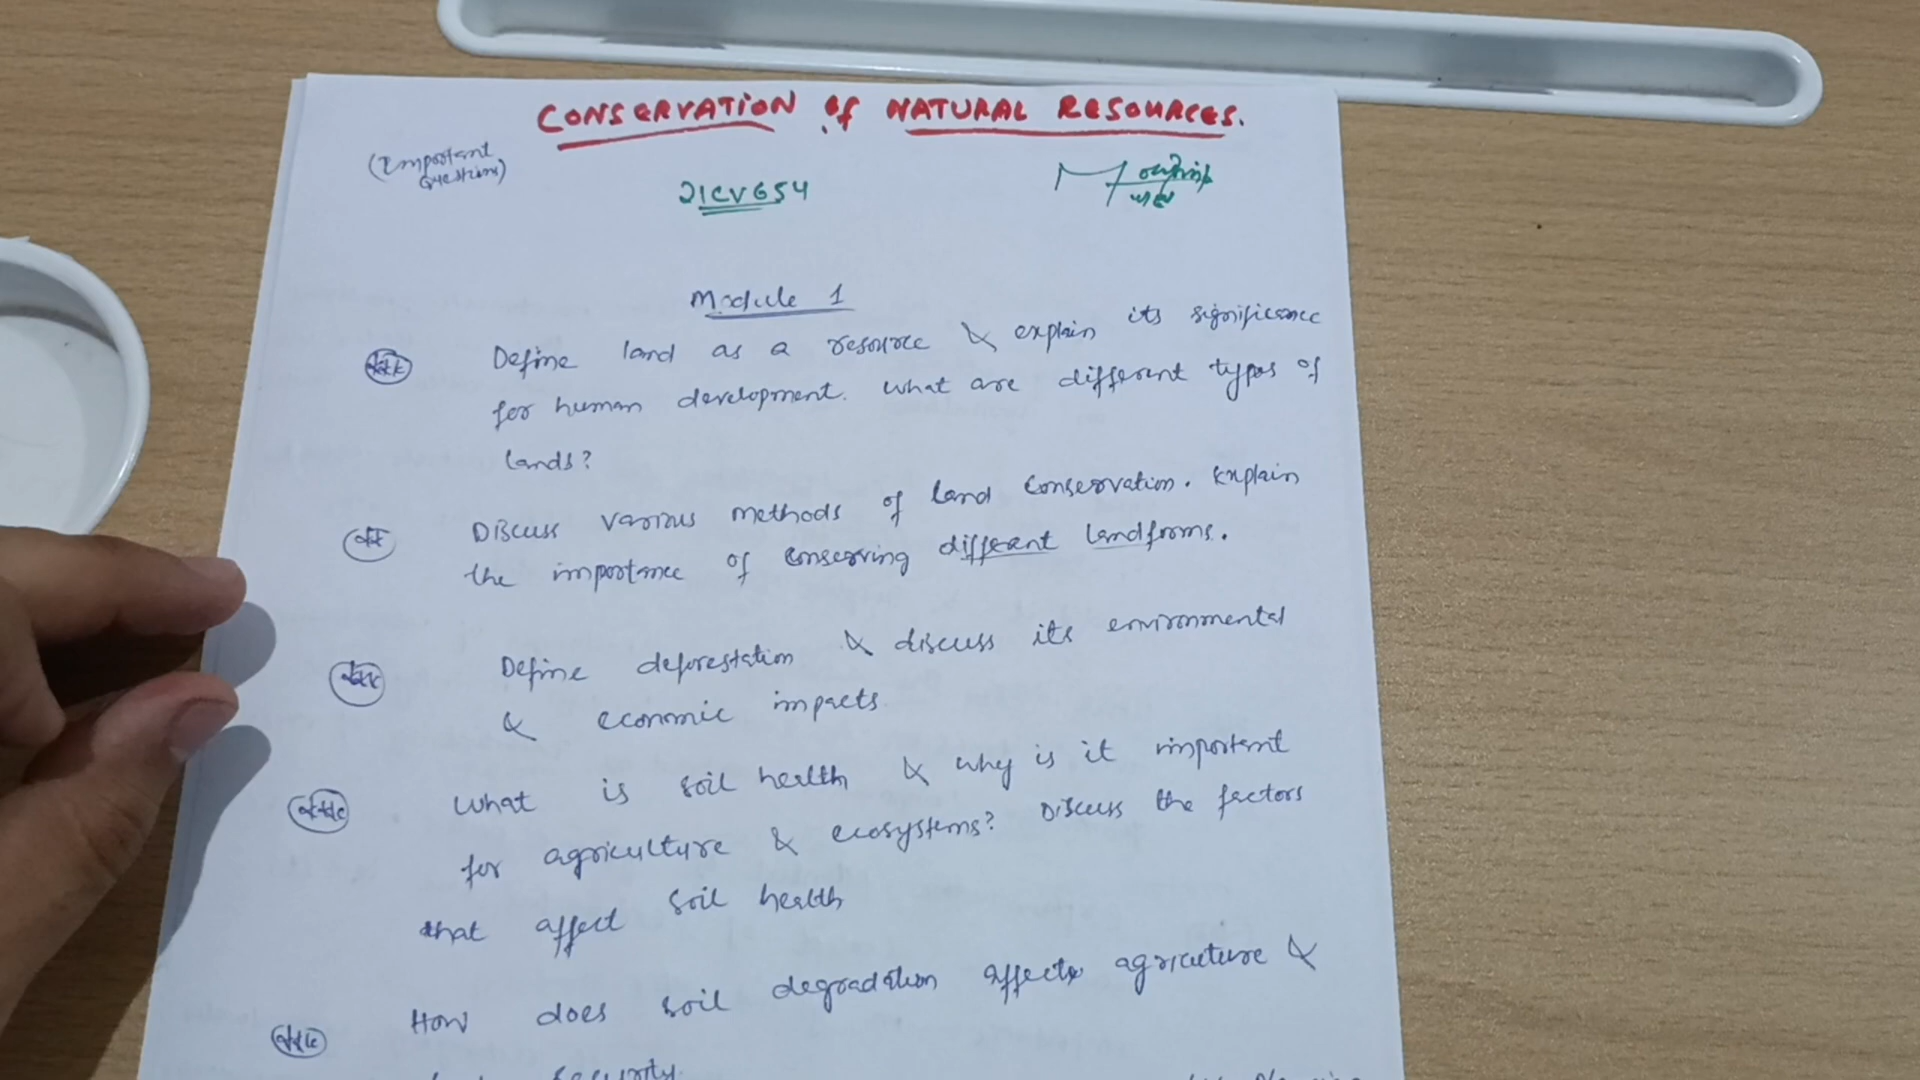 CONSERVATION of NATURAL RESOURCES.
(Important
Questions)
21CV654
Module 1
*** Define land as a resource & explain its significance
for human development. What are different types of
lands?
** Discuss various methods of land conservation. Explain
the importance of conserving different landforms.
*** Define deforestation & discuss its environmental
& economic impacts
*** What is soil health & why is it important
for agriculture & ecosystems? Discuss the factors
that affect soil health
*** How does soil degradation affects agriculture &
security.